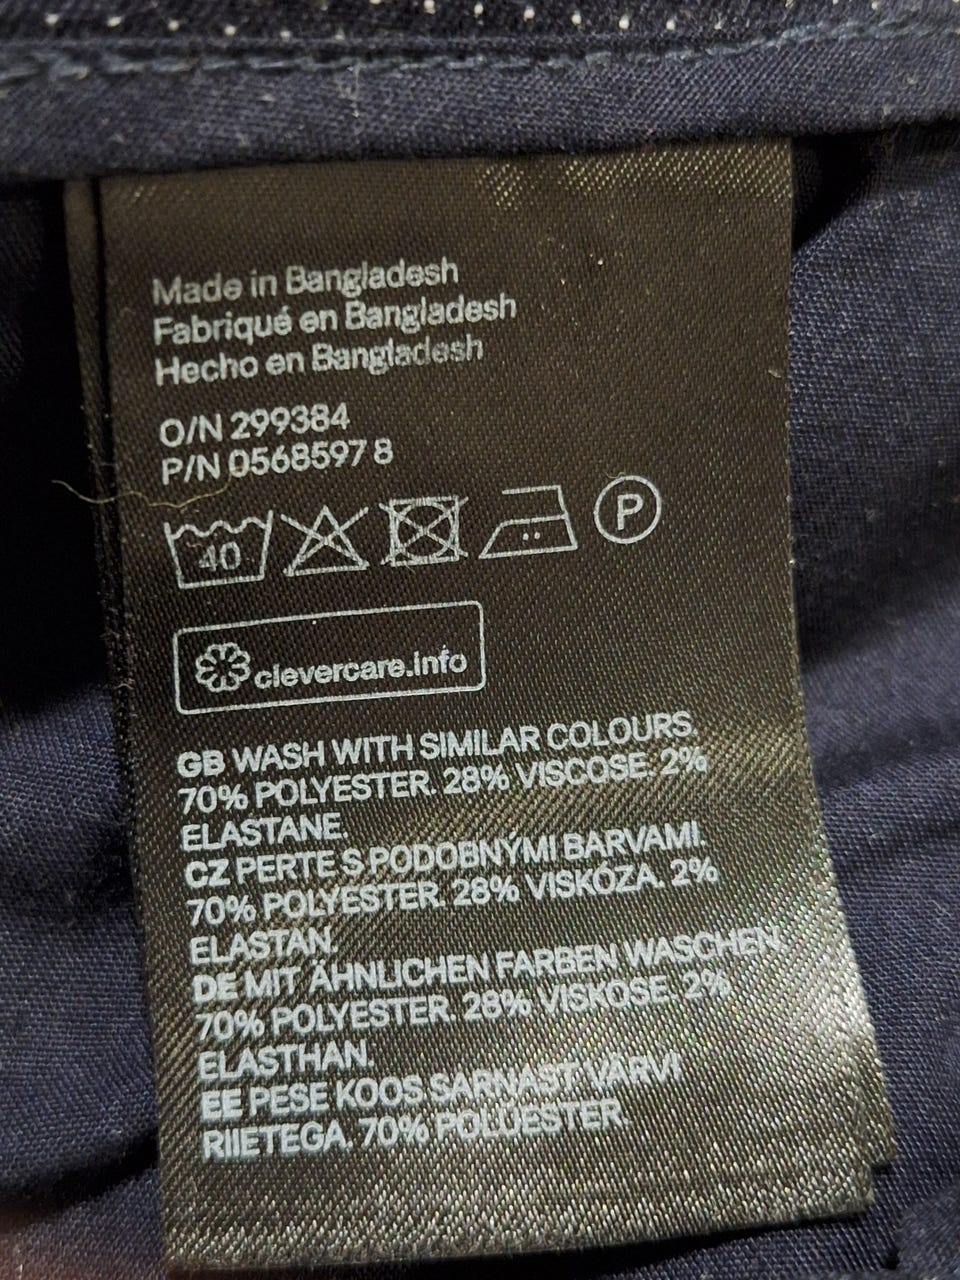 Made in Bangladesh
Fabriqué en Bangladesh
Hecho en Bangladesh
O/N 299384
P/N 0568597 8
40
P
clevercare.info
GB WASH WITH SIMILAR COLOURS.
70% POLYESTER. 28% VISCOSE. 2%
ELASTANE.
CZ PERTE S PODOBNÝMI BARVAMI.
70% POLYESTER. 28% VISKÓZA. 2%
ELASTAN.
DE MIT ÄHNLICHEN FARBEN WASCHEN.
70% POLYESTER. 28% VISKOSE. 2%
ELASTHAN.
EE PESE KOOS SARNAST VÄRVI
RIIETEGA. 70% POLÜESTER.